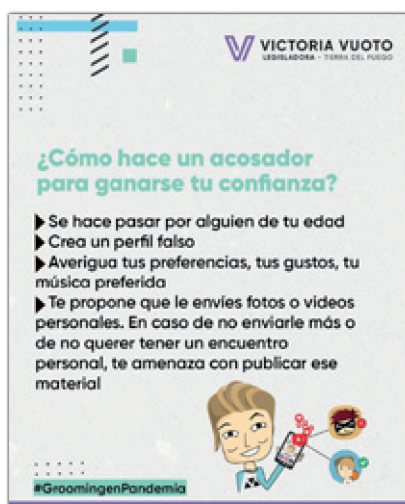 VICTORIA VUOTO
LEGISLADORA - TIERRA DEL FUEGO
¿Cómo hace un acosador
para ganarse tu confianza?
Se hace pasar por alguien de tu edad
Crea un perfil falso
Averigua tus preferencias, tus gustos, tu
música preferida
Te propone que le envíes fotos o videos
personales. En caso de no enviarle más o
de no querer tener un encuentro
personal, te amenaza con publicar ese
material
#GroomingenPandemia